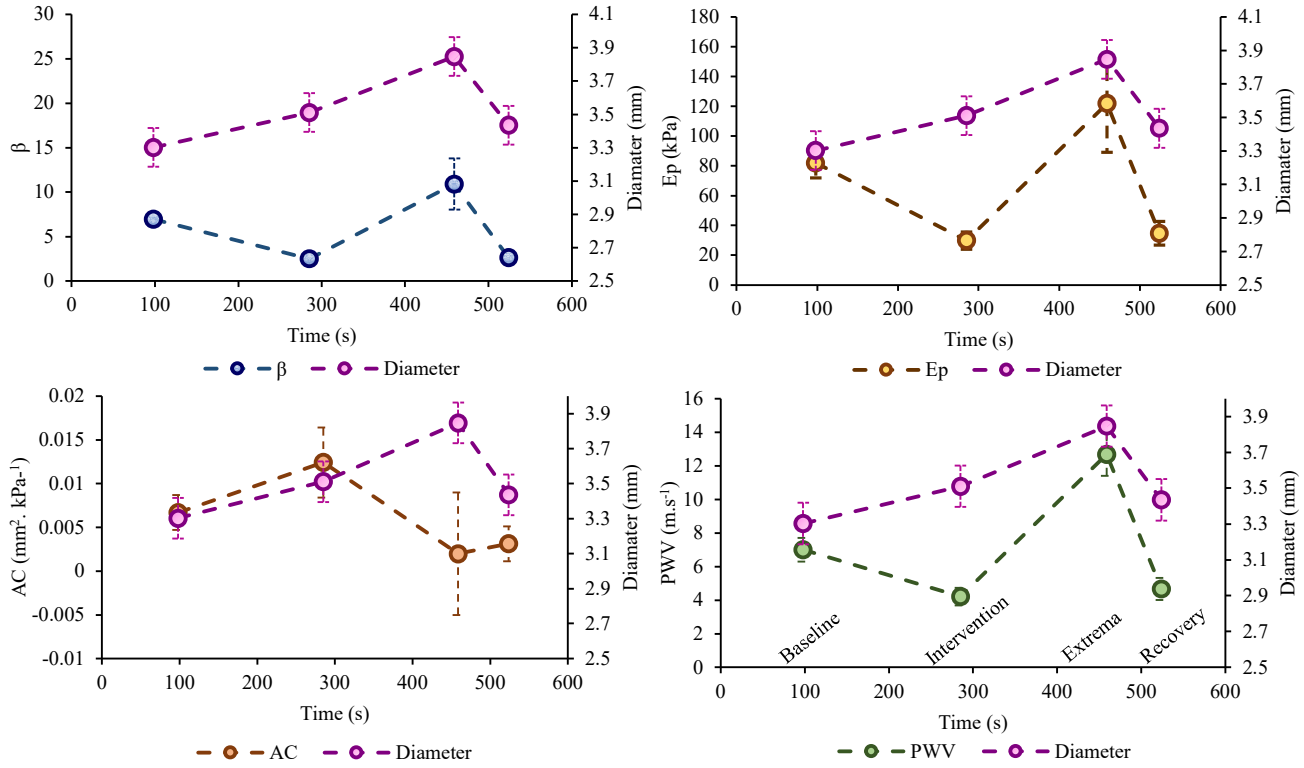 30
25
20
15
10
5
0
β
4.1
3.9
3.7
3.5
3.3
3.1
2.9
2.7
2.5
Diamater (mm)
0 100 200 300 400 500 600
Time (s)
β Diameter
180
160
140
120
100
80
60
40
20
0
Ep (kPa)
4.1
3.9
3.7
3.5
3.3
3.1
2.9
2.7
2.5
Diamater (mm)
0 100 200 300 400 500 600
Time (s)
Ep Diameter
0.02
0.015
0.01
0.005
0
-0.005
-0.01
AC (mm². kPa-¹)
3.9
3.7
3.5
3.3
3.1
2.9
2.7
2.5
Diamater (mm)
0 100 200 300 400 500 600
Time (s)
AC Diameter
16
14
12
10
8
6
4
2
0
PWV (m.s⁻¹)
3.9
3.7
3.5
3.3
3.1
2.9
2.7
2.5
Diamater (mm)
Baseline
Intervention
Extrema
Recovery
0 100 200 300 400 500 600
Time (s)
PWV Diameter